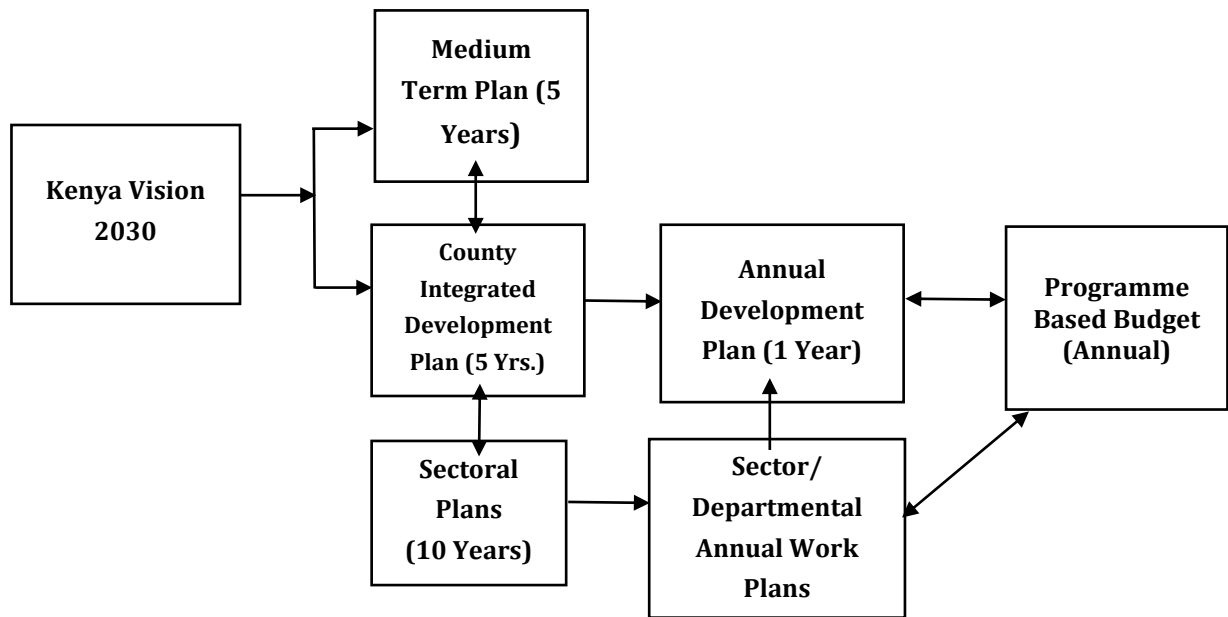 Medium
Term Plan (5
Years)
Kenya Vision
2030
County
Integrated
Development
Plan (5 Yrs.)
Annual
Development
Plan (1 Year)
Programme
Based Budget
(Annual)
Sectoral
Plans
(10 Years)
Sector/
Departmental
Annual Work
Plans